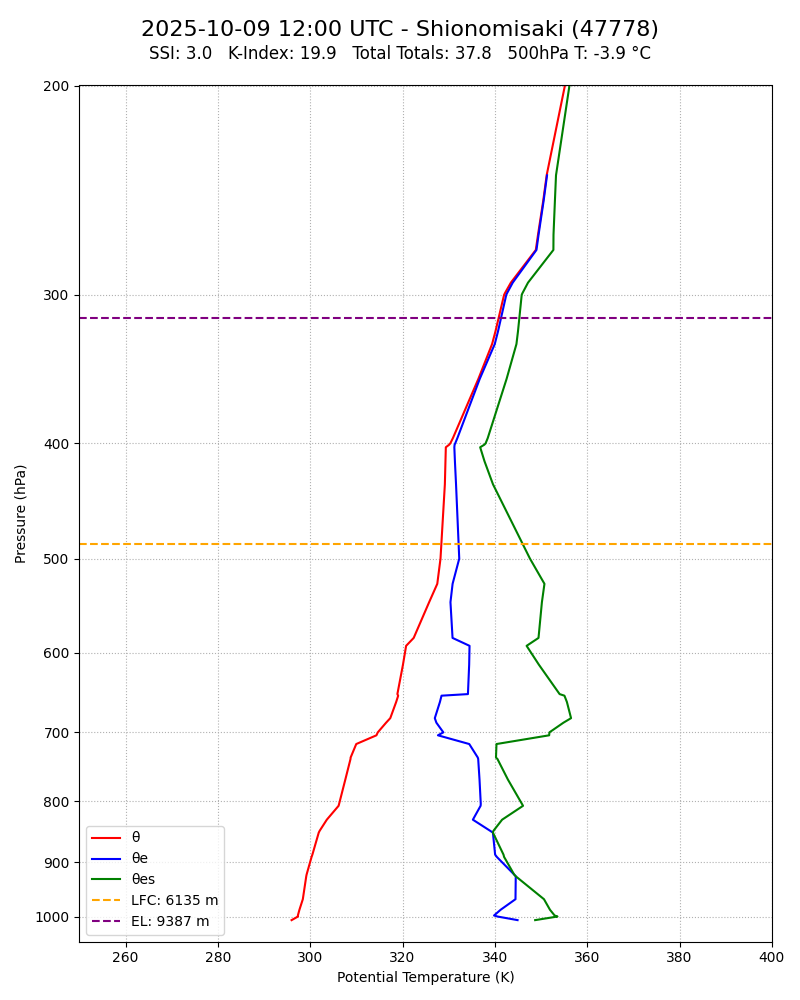 2025-10-09 12:00 UTC - Shionomisaki (47778)
SSI: 3.0   K-Index: 19.9   Total Totals: 37.8   500hPa T: -3.9 °C
200
300
400
500
600
700
800
900
1000
Pressure (hPa)
θ
θe
θes
LFC: 6135 m
EL: 9387 m
260 280 300 320 340 360 380 400
Potential Temperature (K)